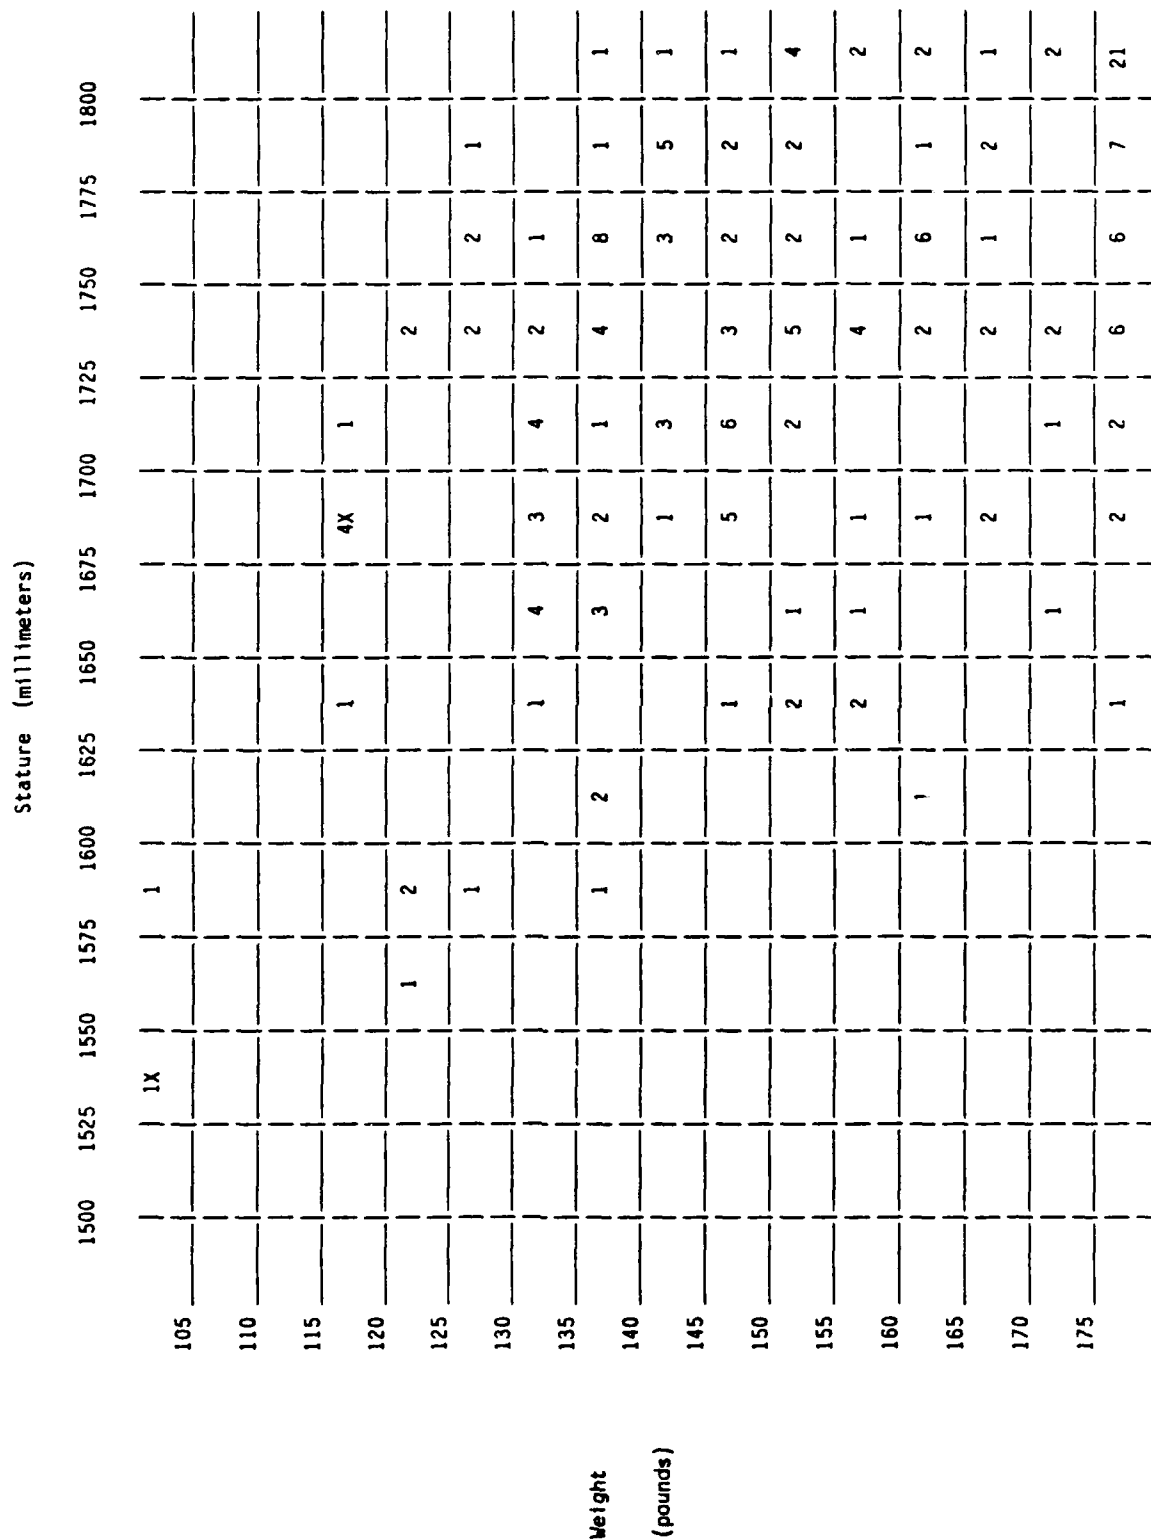 Stature (millimeters)
1500 1525 1550 1575 1600 1625 1650 1675 1700 1725 1750 1775 1800
1X 1
105
110
115
1 4X 1
120
1 2 2
125
1 2 2 1
130
1 4 3 4 2 1
135
Weight 1 2 3 2 1 4 8 1 1
140
(pounds) 1 3 3 5 1
145
1 5 6 3 2 2 1
150
2 1 2 5 2 2 4
155
2 1 1 4 1 2
160
1 1 2 6 1 2
165
2 2 1 2 1
170
1 1 2 2
175
1 2 2 6 6 7 21